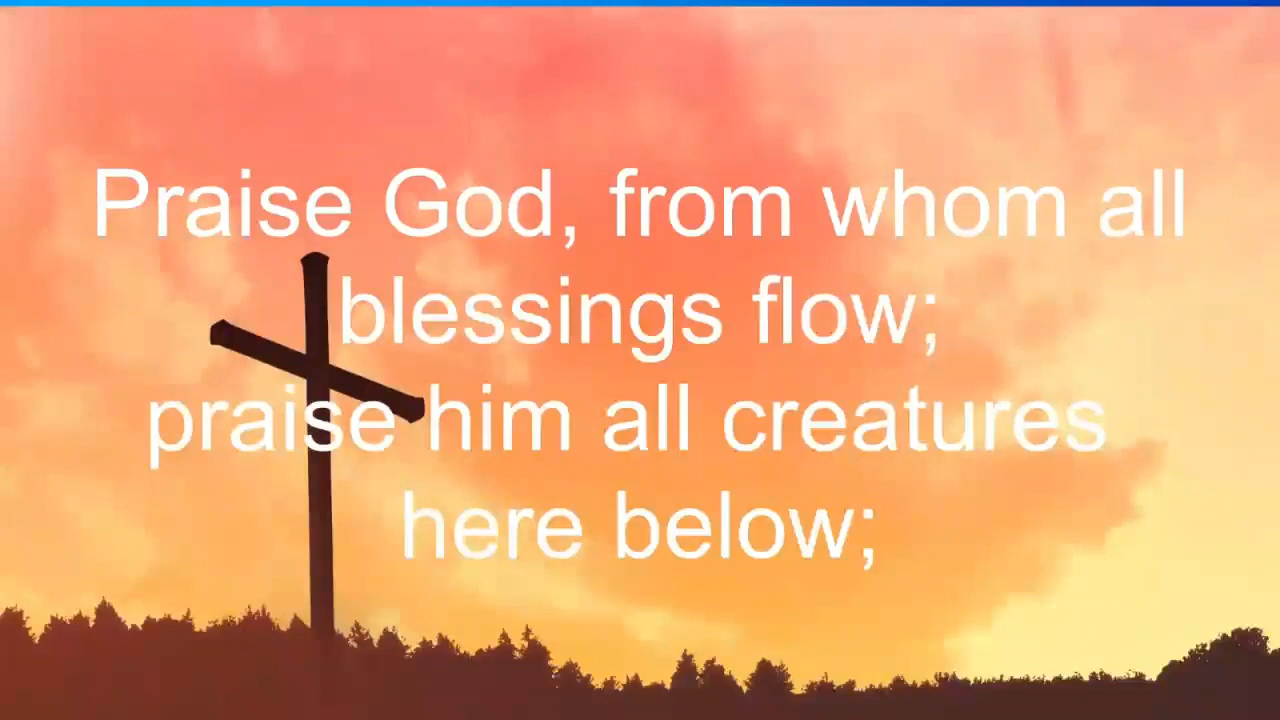 Praise God, from whom all
blessings flow;
praise him all creatures
here below;